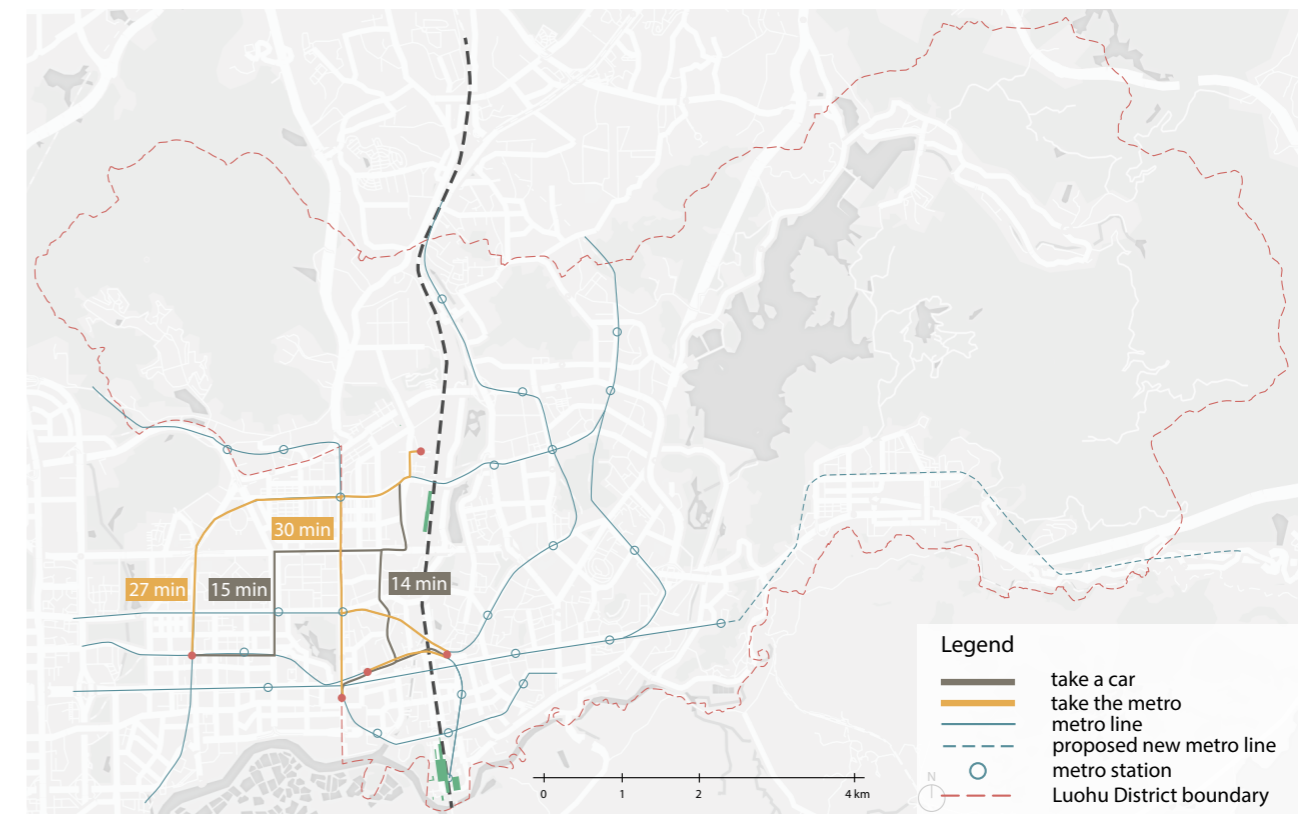 30 min
27 min
15 min
14 min
Legend
take a car
take the metro
metro line
proposed new metro line
metro station
Luohu District boundary
N
0 1 2 4 km